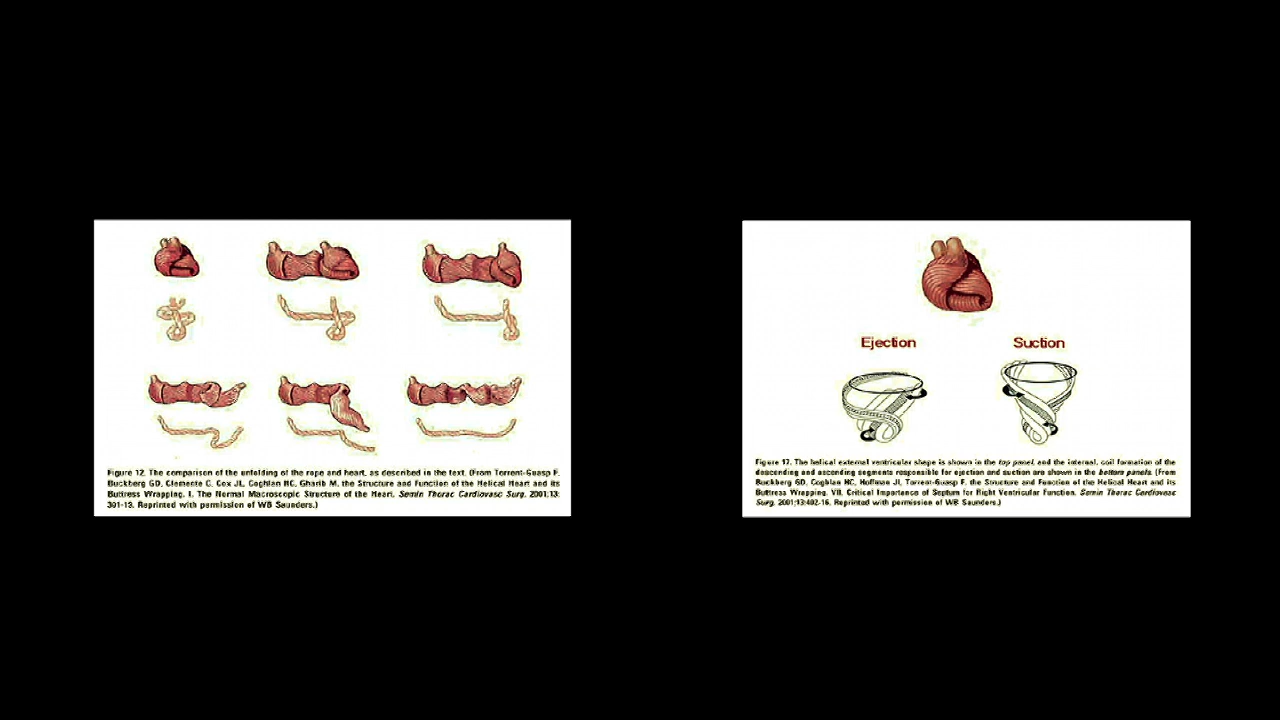 Figure 12. The comparison of the unfolding of the rope and heart, as described in the text. (From Torrent-Guasp F,
Buckberg GD, Clemente C, Cox JL, Coghlan HC, Gharib M. the Structure and Function of the Helical Heart and its
Buttress Wrapping. I. The Normal Macroscopic Structure of the Heart. Semin Thorac Cardiovasc Surg. 2001;13:
301-19. Reprinted with permission of WB Saunders.)
Ejection
Suction
Figure 17. The helical external ventricular shape is shown in the top panel, and the internal, coil formation of the
descending and ascending segments responsible for ejection and suction are shown in the bottom panels. (From
Buckberg GD, Coghlan HC, Hoffman JI, Torrent-Guasp F. the Structure and Function of the Helical Heart and its
Buttress Wrapping. VII. Critical Importance of Septum for Right Ventricular Function. Semin Thorac Cardiovasc
Surg. 2001;13:402-16. Reprinted with permission of WB Saunders.)